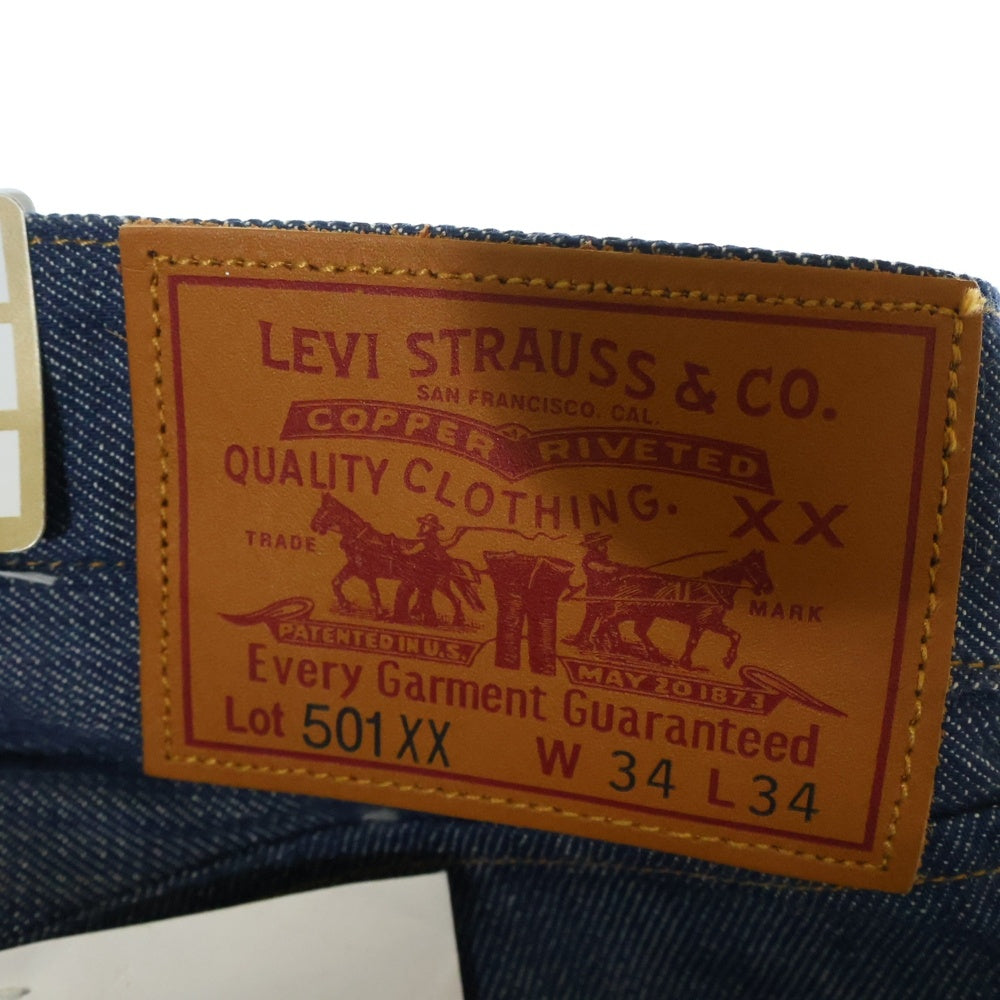 LEVI STRAUSS & CO.
SAN FRANCISCO, CAL.
COPPER RIVETED
QUALITY CLOTHING. XX
TRADE MARK
PATENTED IN U.S. MAY 20 1873
Every Garment Guaranteed
Lot 501XX W 34 L 34